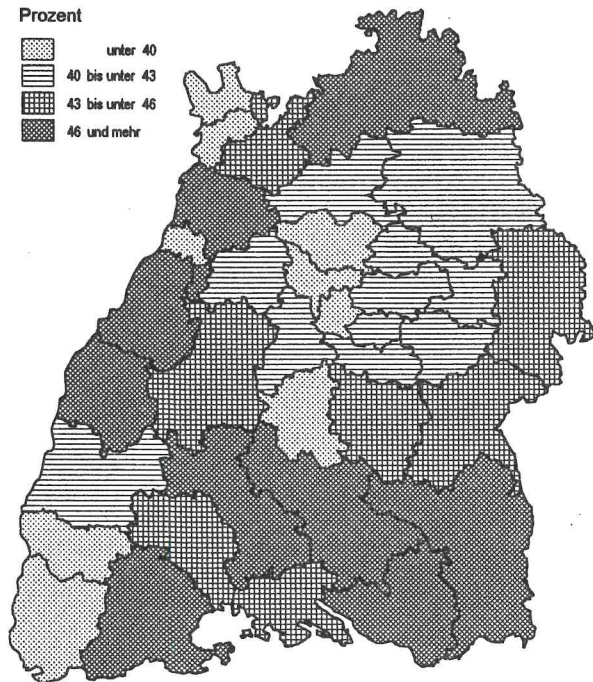 Prozent
unter 40
40 bis unter 43
43 bis unter 46
46 und mehr